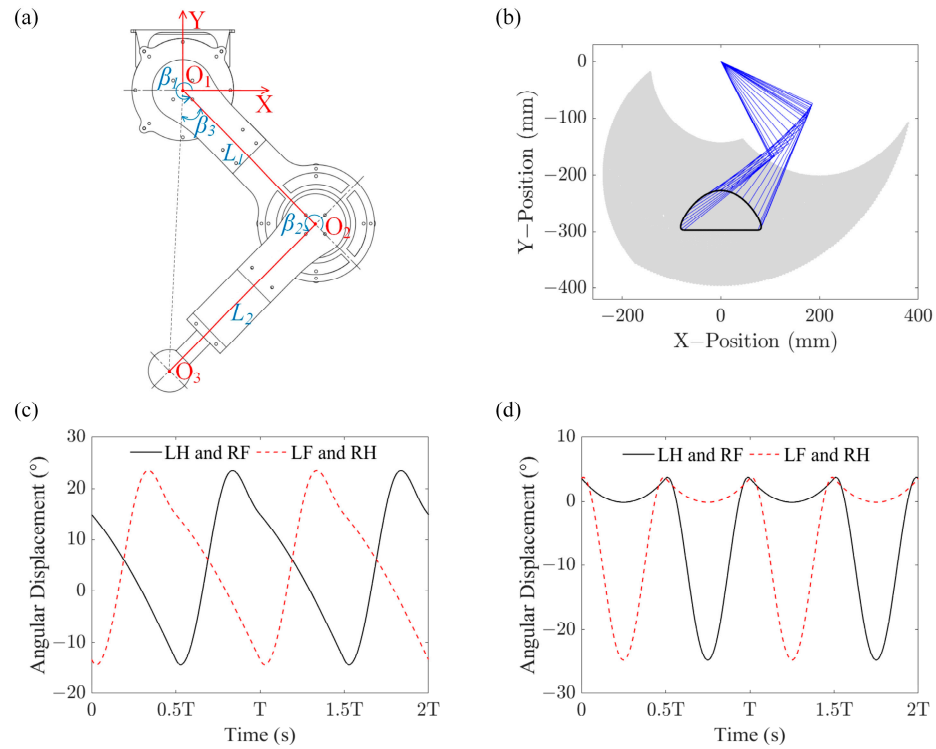 (a)
Y
β1
O1
X
β3
L1
β2
O2
L2
O3
(b)
0
−100
−200
−300
−400
Y−Position (mm)
−200 0 200 400
X−Position (mm)
(c)
30
20
10
0
−10
−20
Angular Displacement (°)
LH and RF LF and RH
0 0.5T T 1.5T 2T
Time (s)
(d)
10
0
−10
−20
−30
Angular Displacement (°)
LH and RF LF and RH
0 0.5T T 1.5T 2T
Time (s)